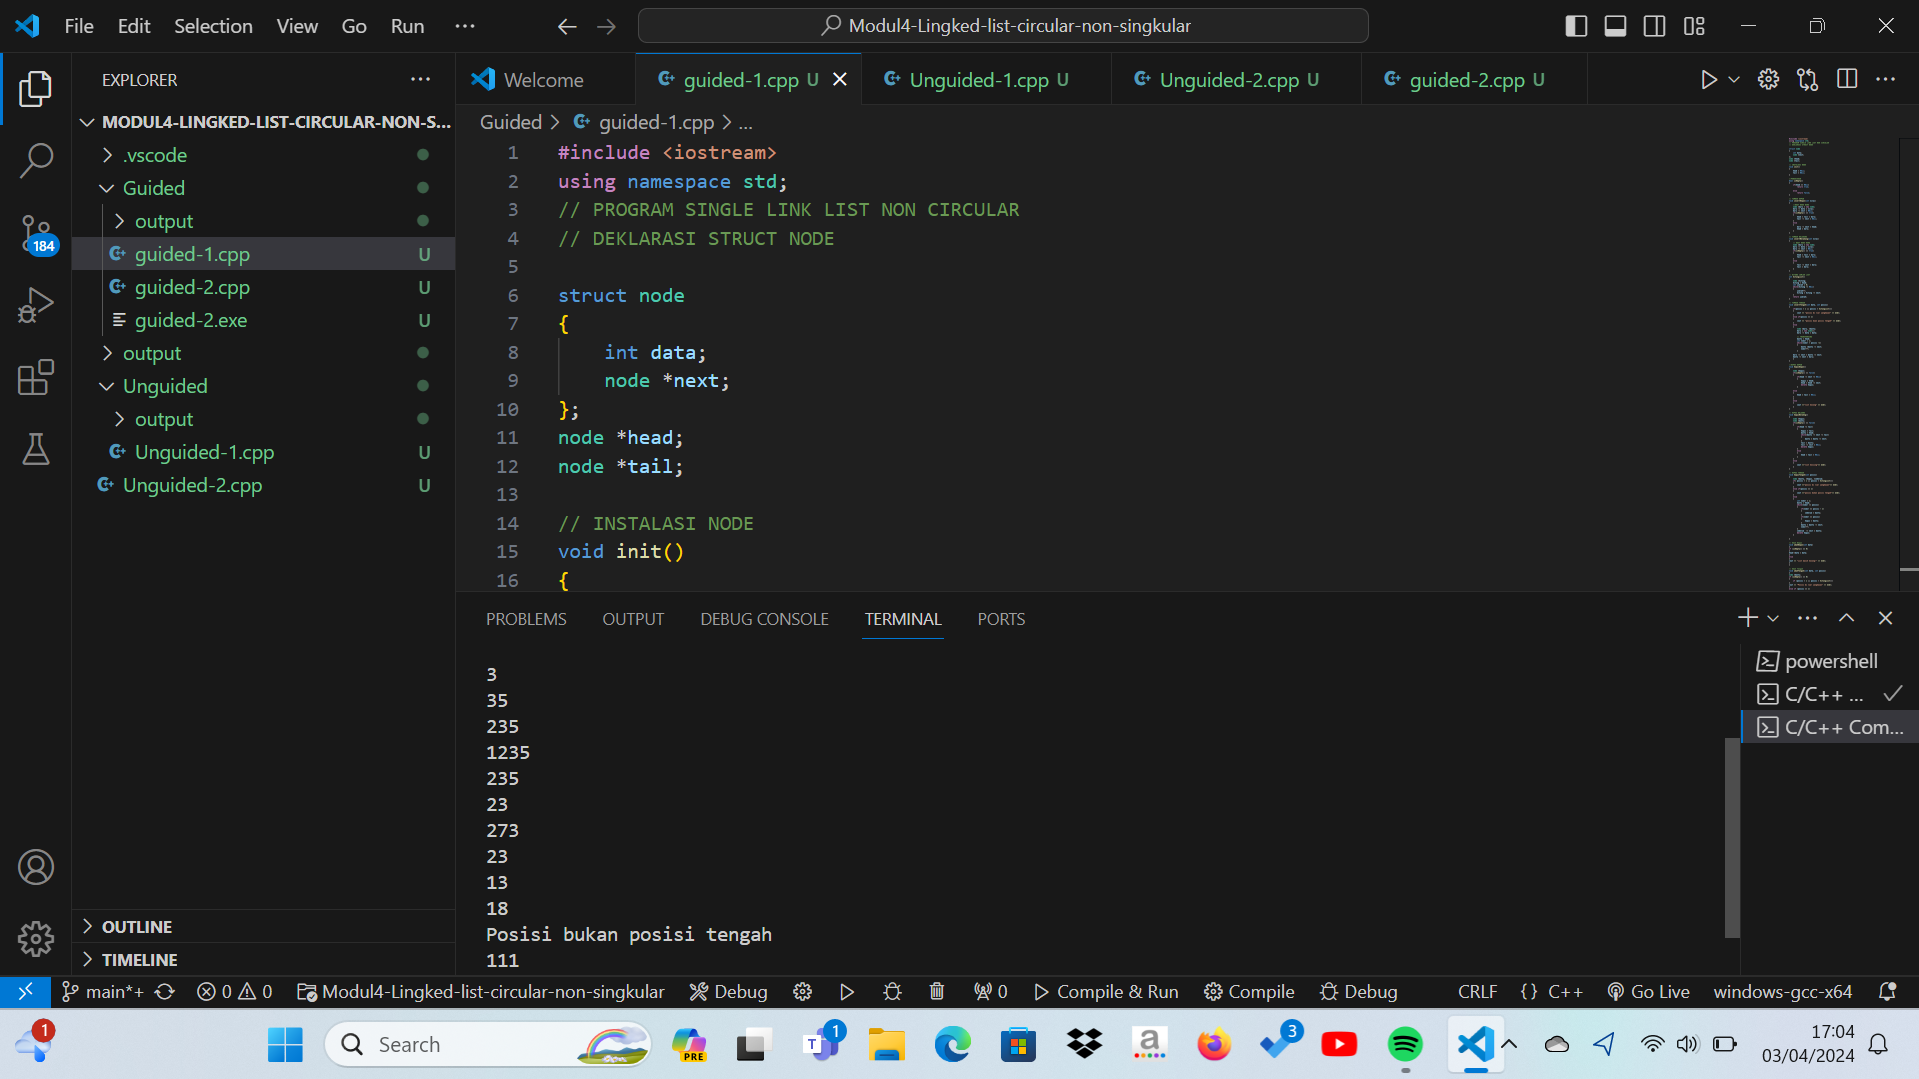 File Edit Selection View Go Run ... Modul4-Lingked-list-circular-non-singkular
EXPLORER ...
MODUL4-LINGKED-LIST-CIRCULAR-NON-S...
.vscode
Guided
output
guided-1.cpp U
guided-2.cpp U
guided-2.exe U
output
Unguided
output
Unguided-1.cpp U
Unguided-2.cpp U
184
OUTLINE
TIMELINE
Welcome guided-1.cpp U Unguided-1.cpp U Unguided-2.cpp U guided-2.cpp U
Guided > guided-1.cpp > ...
1 #include <iostream>
2 using namespace std;
3 // PROGRAM SINGLE LINK LIST NON CIRCULAR
4 // DEKLARASI STRUCT NODE
5
6 struct node
7 {
8 int data;
9 node *next;
10 };
11 node *head;
12 node *tail;
13
14 // INSTALASI NODE
15 void init()
16 {
PROBLEMS OUTPUT DEBUG CONSOLE TERMINAL PORTS
3
35
235
1235
235
23
273
23
13
18
Posisi bukan posisi tengah
111
powershell
C/C++ ...
C/C++ Com...
main*+ 0 0 Modul4-Lingked-list-circular-non-singkular Debug 0 Compile & Run Compile Debug CRLF {} C++ Go Live windows-gcc-x64
1 Search PRE T 1 a 3 17:04
03/04/2024